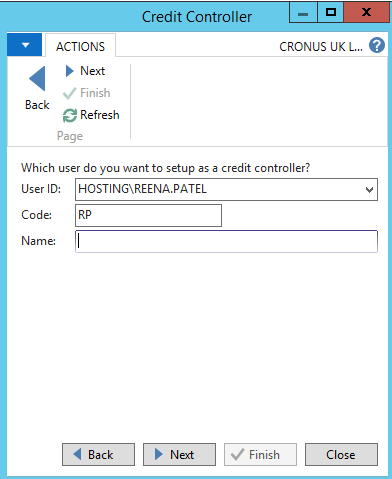 Credit Controller
ACTIONS
CRONUS UK L...
Back
Next
Finish
Refresh
Page
Which user do you want to setup as a credit controller?
User ID: HOSTING\REENA.PATEL
Code: RP
Name:
Back Next Finish Close